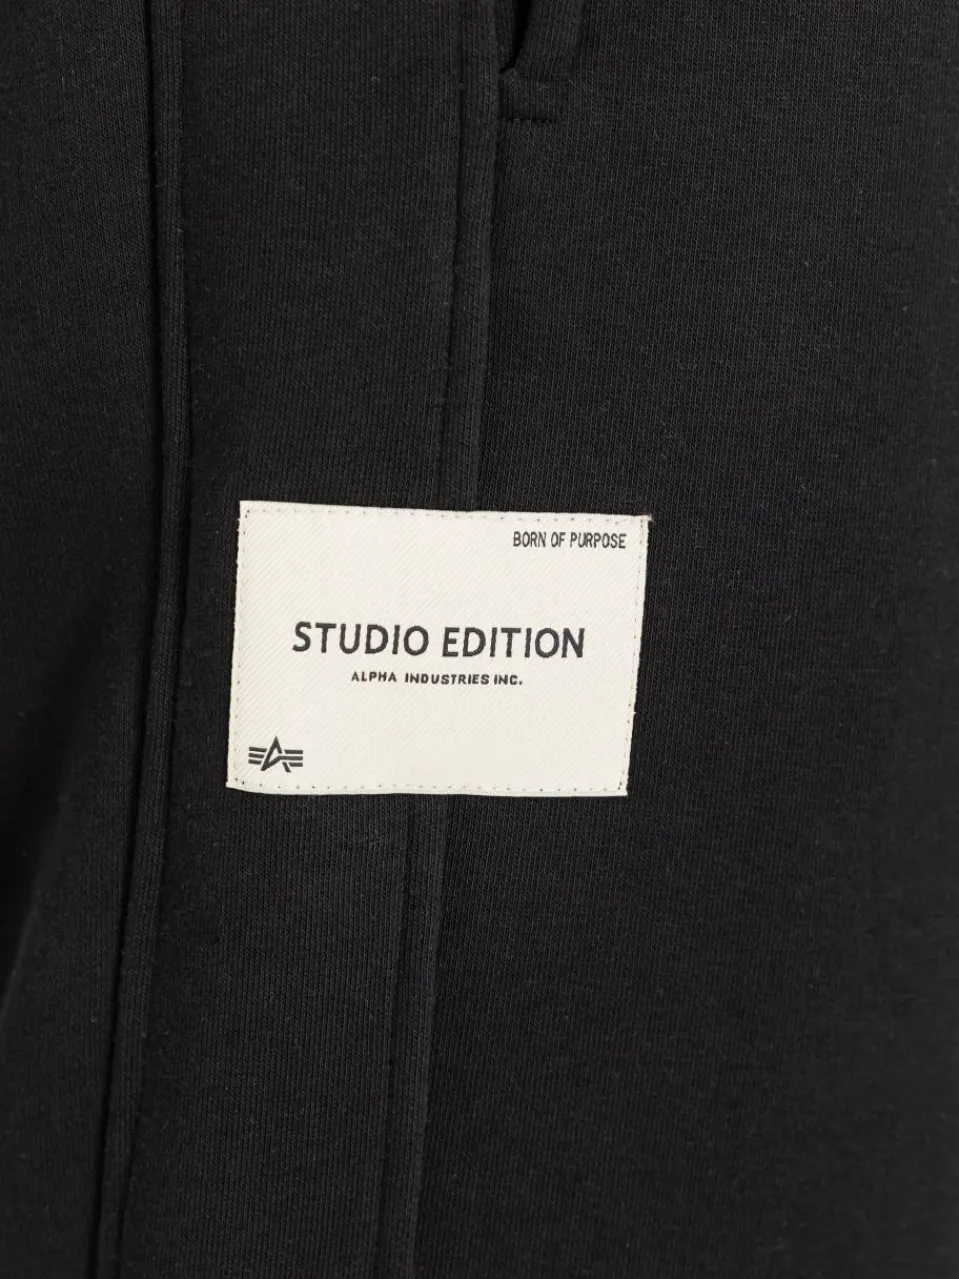 BORN OF PURPOSE
STUDIO EDITION
ALPHA INDUSTRIES INC.